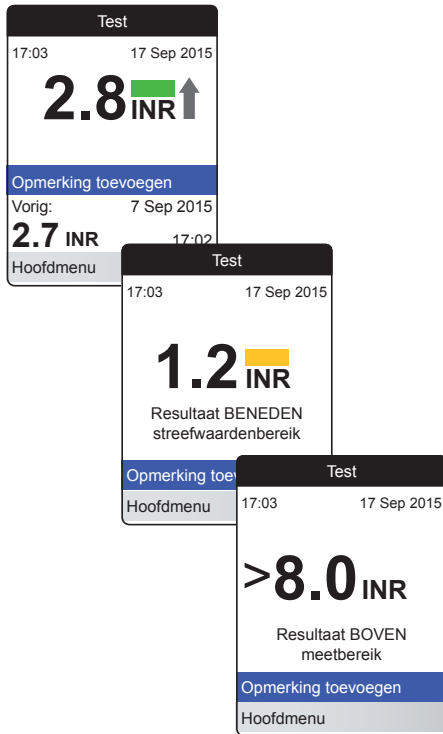 Test
17:03 17 Sep 2015
2.8 INR
Opmerking toevoegen
Vorig: 7 Sep 2015
2.7 INR 17:02
Hoofdmenu
Test
17:03 17 Sep 2015
1.2 INR
Resultaat BENEDEN
streefwaardenbereik
Opmerking toev
Hoofdmenu
Test
17:03 17 Sep 2015
>8.0 INR
Resultaat BOVEN
meetbereik
Opmerking toevoegen
Hoofdmenu